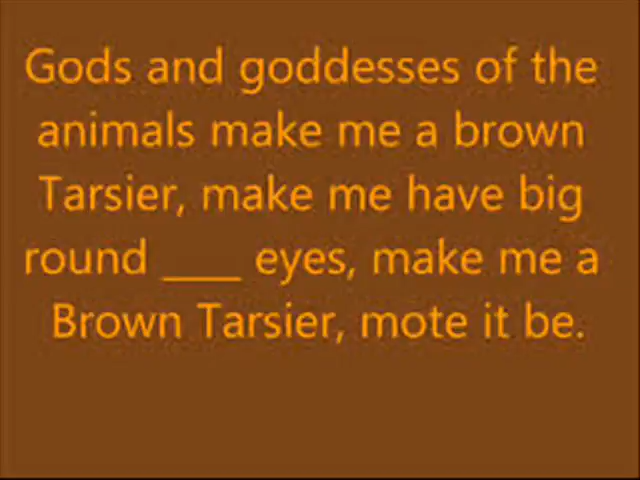 Gods and goddesses of the
animals make me a brown
Tarsier, make me have big
round ____ eyes, make me a
Brown Tarsier, mote it be.